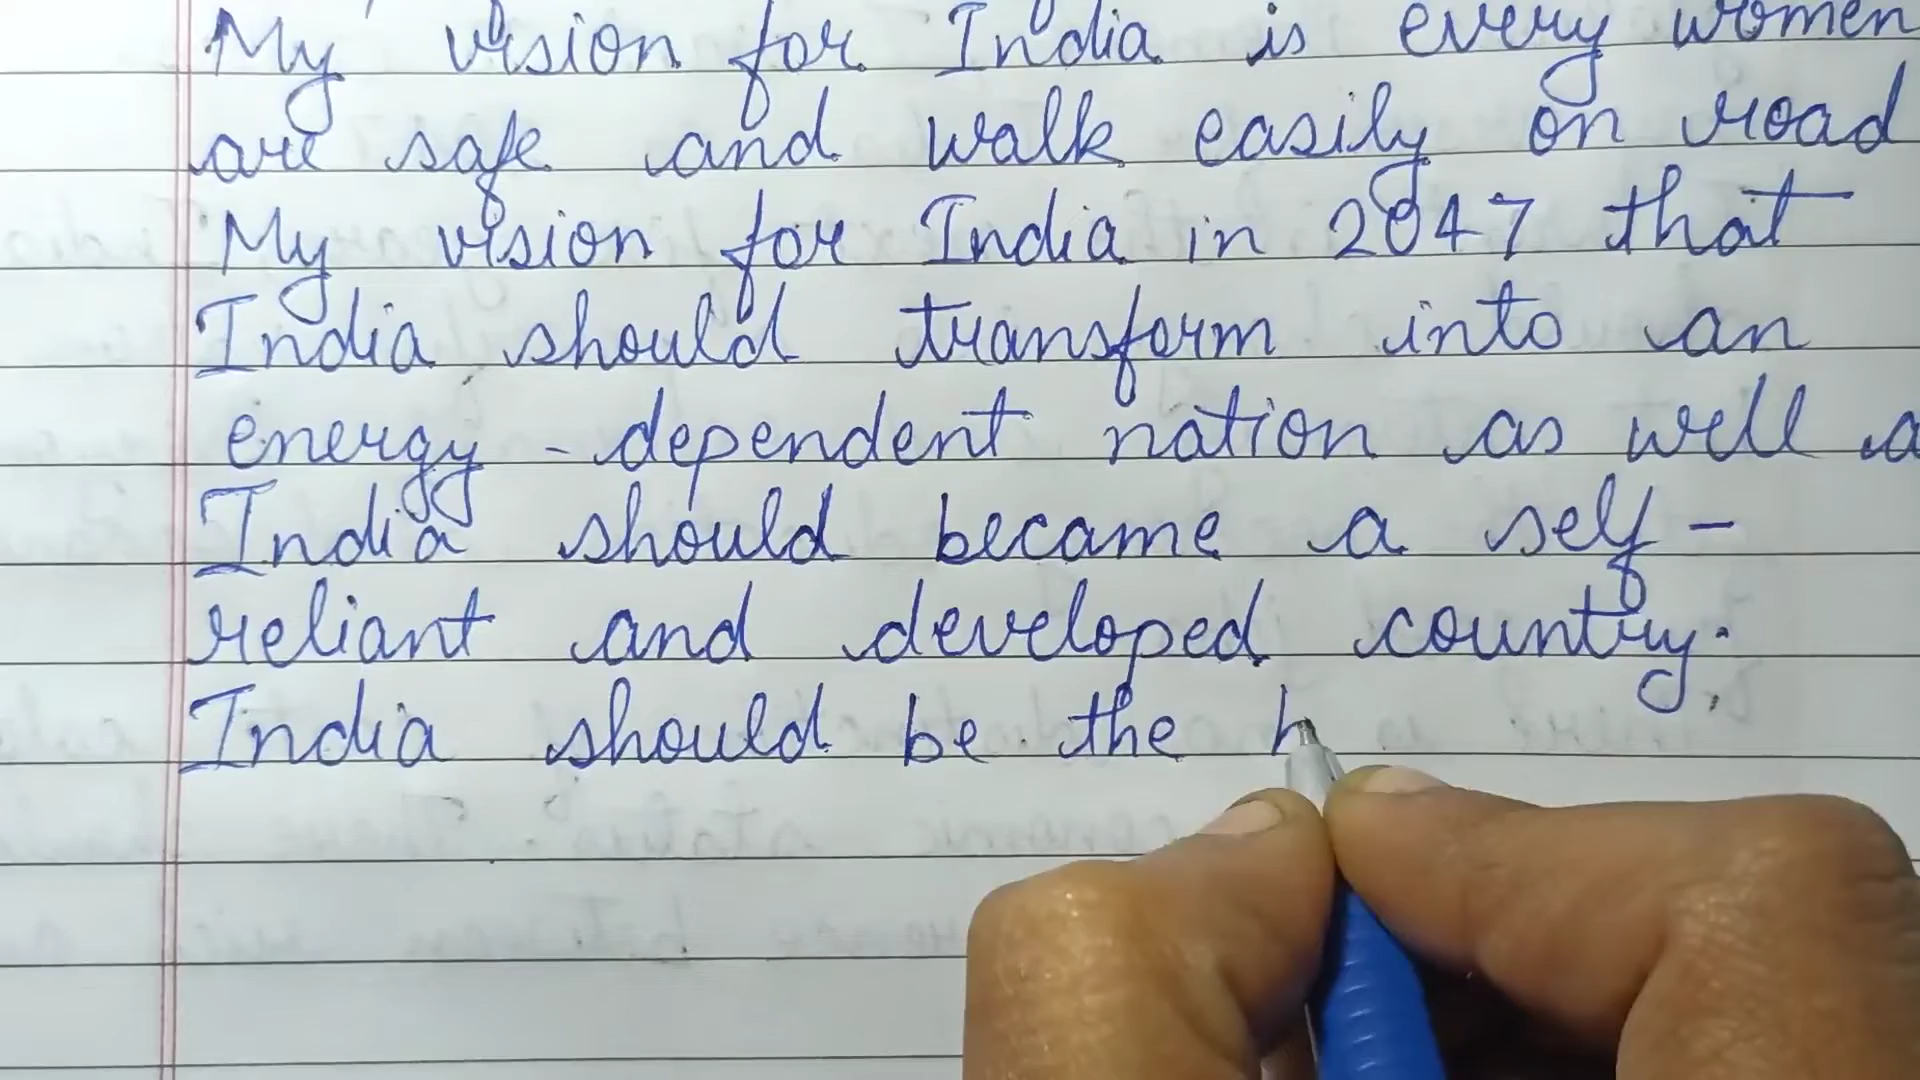 My vision for India is every women
are safe and walk easily on road
My vision for India in 2047 that
India should transform into an
energy - dependent nation as well a
India should became a self -
reliant and developed country.
India should be the h